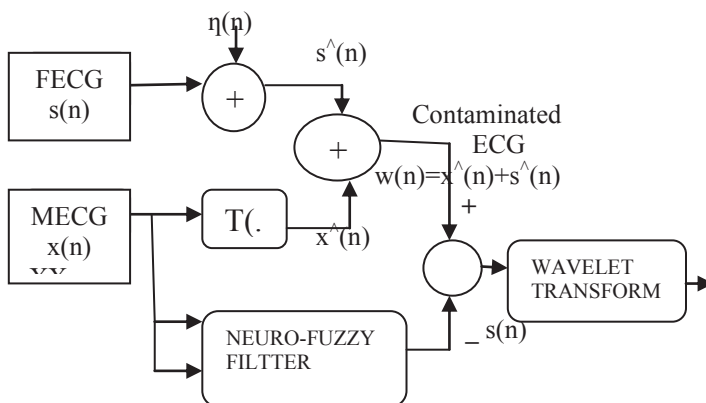 η(n)
s^(n)
FECG
s(n)
+
+
Contaminated
ECG
w(n)=x^(n)+s^(n)
+
MECG
x(n)
T(.
x^(n)
WAVELET
TRANSFORM
NEURO-FUZZY
FILTTER
_ s(n)